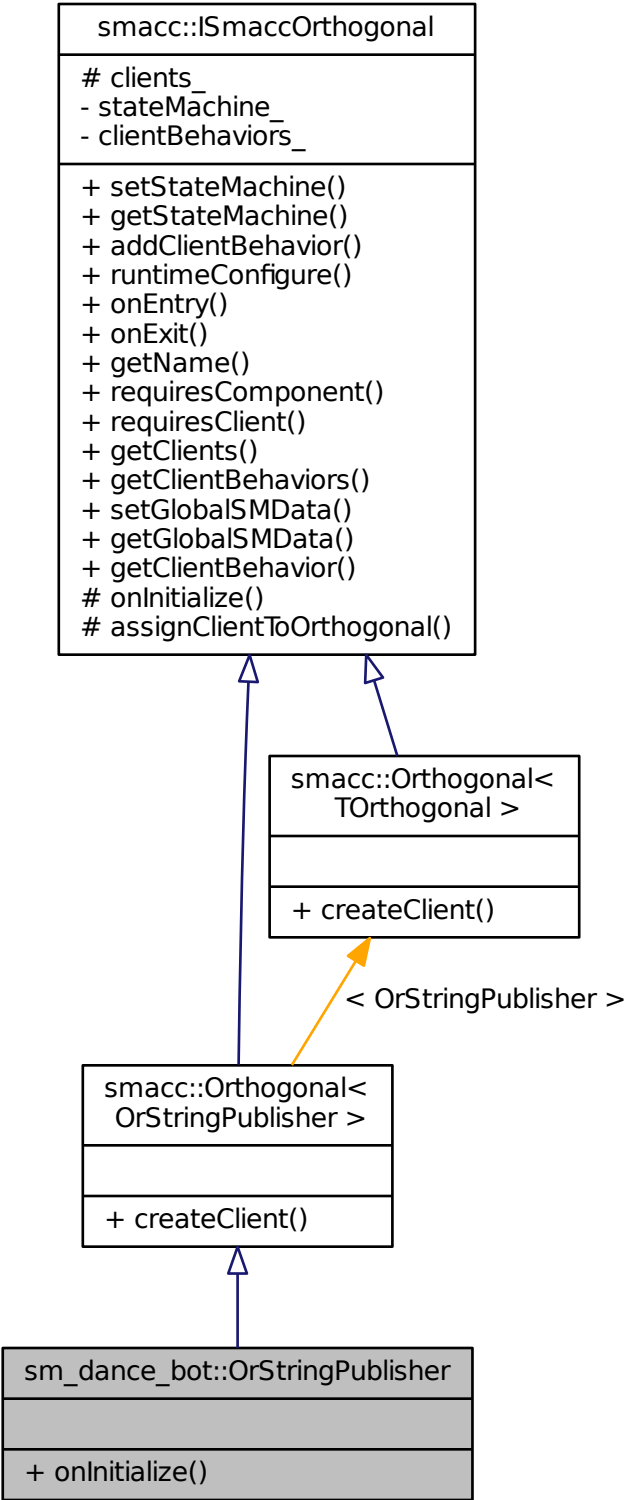 smacc::ISmaccOrthogonal
# clients_
- stateMachine_
- clientBehaviors_
+ setStateMachine()
+ getStateMachine()
+ addClientBehavior()
+ runtimeConfigure()
+ onEntry()
+ onExit()
+ getName()
+ requiresComponent()
+ requiresClient()
+ getClients()
+ getClientBehaviors()
+ setGlobalSMData()
+ getGlobalSMData()
+ getClientBehavior()
# onInitialize()
# assignClientToOrthogonal()
smacc::Orthogonal<
TOrthogonal >
+ createClient()
< OrStringPublisher >
smacc::Orthogonal<
OrStringPublisher >
+ createClient()
sm_dance_bot::OrStringPublisher
+ onInitialize()